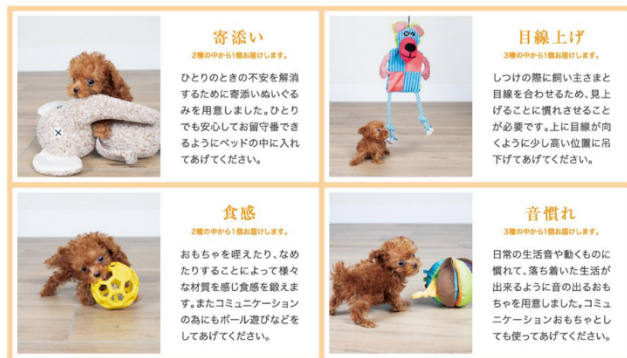 寄添い
2種の中から1個お届けします。
ひとりのときの不安を解消
するために寄添いぬいぐる
みを用意しました。ひとり
でも安心してお留守番でき
るようにベッドの中に入れ
てあげてください。
目線上げ
3種の中から1個お届けします。
しつけの際に飼い主さまと
目線を合わせるため、見上
げることに慣れさせること
が必要です。上に目線が向
くように少し高い位置に吊
下げてあげてください。
食感
2種の中から1個お届けします。
おもちゃを咥えたり、なめ
たりすることによって様々
な材質を感じ食感を鍛えま
す。またコミュニケーション
の為にもボール遊びなどを
してあげてください。
音慣れ
3種の中から1個お届けします。
日常の生活音や動くものに
慣れて、落ち着いた生活が
出来るように音の出るおも
ちゃを用意しました。コミュ
ニケーションおもちゃとし
ても使ってあげてください。